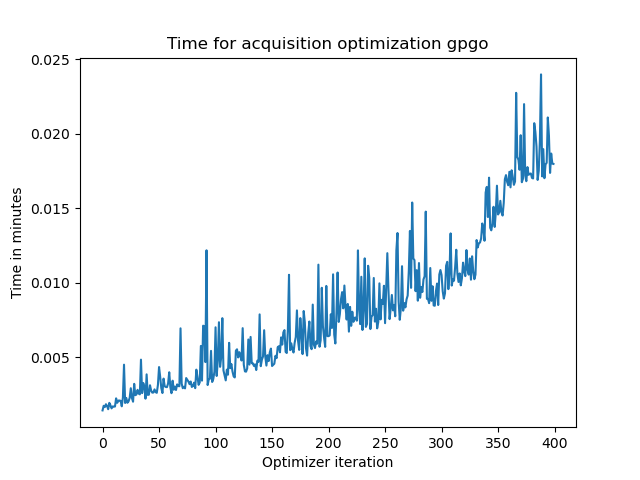 Time for acquisition optimization gpgo
0.025
0.020
0.015
0.010
0.005
Time in minutes
0 50 100 150 200 250 300 350 400
Optimizer iteration